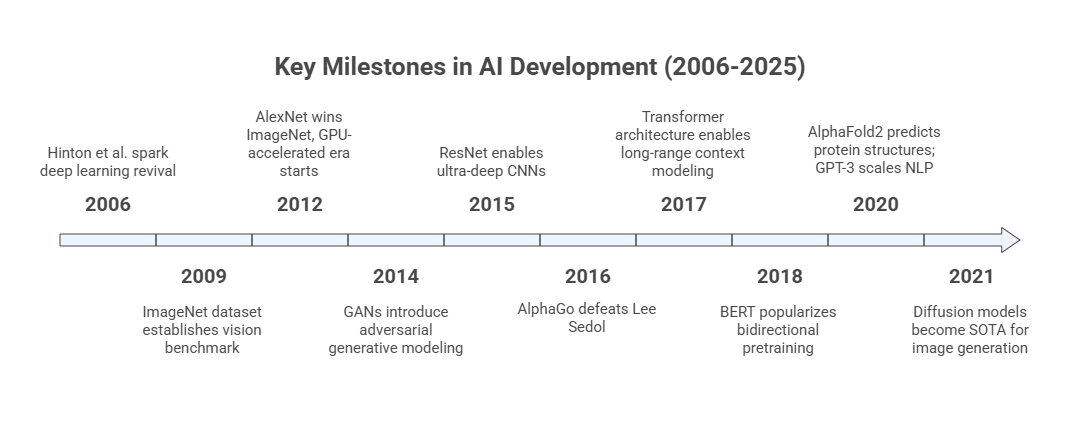 Key Milestones in AI Development (2006-2025)
Hinton et al. spark
deep learning revival
2006
AlexNet wins
ImageNet, GPU-
accelerated era
starts
2012
ResNet enables
ultra-deep CNNs
2015
Transformer
architecture enables
long-range context
modeling
2017
AlphaFold2 predicts
protein structures;
GPT-3 scales NLP
2020
2009
ImageNet dataset
establishes vision
benchmark
2014
GANs introduce
adversarial
generative modeling
2016
AlphaGo defeats Lee
Sedol
2018
BERT popularizes
bidirectional
pretraining
2021
Diffusion models
become SOTA for
image generation